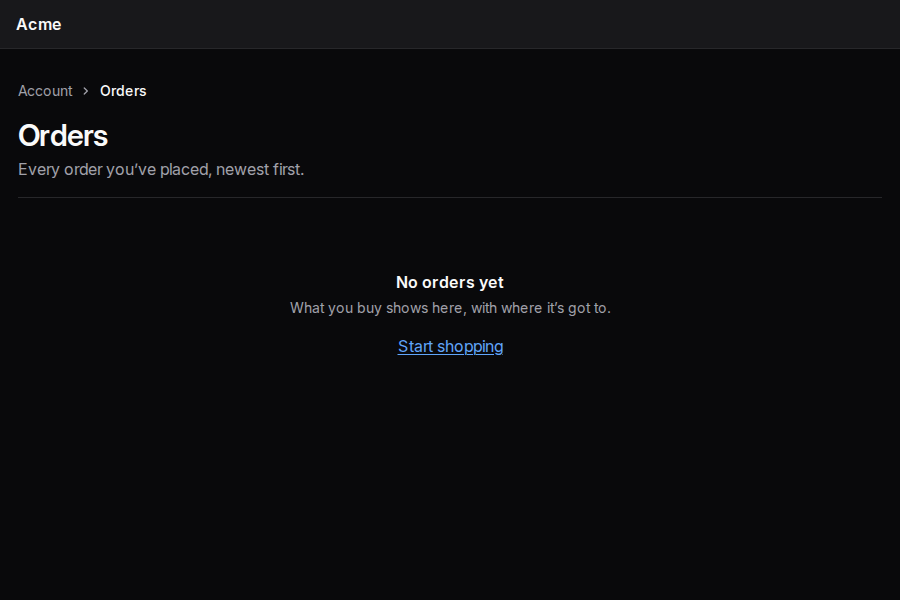 Acme
Account › Orders
Orders
Every order you’ve placed, newest first.
No orders yet
What you buy shows here, with where it’s got to.
Start shopping